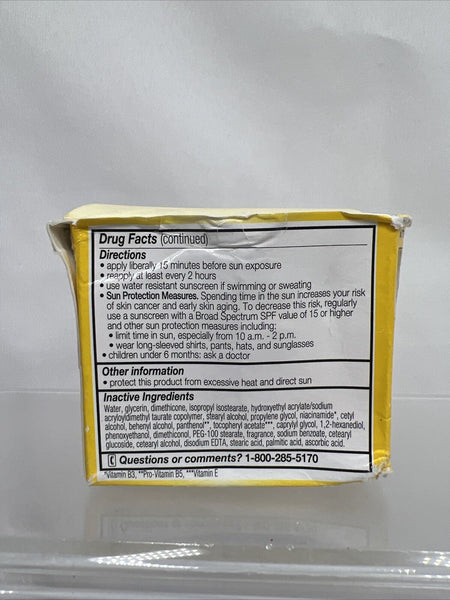 Drug Facts (continued)
Directions
• apply liberally 15 minutes before sun exposure
• reapply at least every 2 hours
• use water resistant sunscreen if swimming or sweating
• Sun Protection Measures. Spending time in the sun increases your risk
of skin cancer and early skin aging. To decrease this risk, regularly
use a sunscreen with a Broad Spectrum SPF value of 15 or higher
and other sun protection measures including:
• limit time in sun, especially from 10 a.m. - 2 p.m.
• wear long-sleeved shirts, pants, hats, and sunglasses
• children under 6 months: ask a doctor
Other information
• protect this product from excessive heat and direct sun
Inactive Ingredients
Water, glycerin, dimethicone, isopropyl isostearate, hydroxyethyl acrylate/sodium
acryloyldimethyl taurate copolymer, stearyl alcohol, propylene glycol, niacinamide*, cetyl
alcohol, behenyl alcohol, panthenol**, tocopheryl acetate***, caprylyl glycol, 1,2-hexanediol,
phenoxyethanol, dimethiconol, PEG-100 stearate, fragrance, sodium benzoate, cetearyl
glucoside, cetearyl alcohol, disodium EDTA, stearic acid, palmitic acid, ascorbic acid.
Questions or comments? 1-800-285-5170
*Vitamin B3, **Pro-Vitamin B5, ***Vitamin E